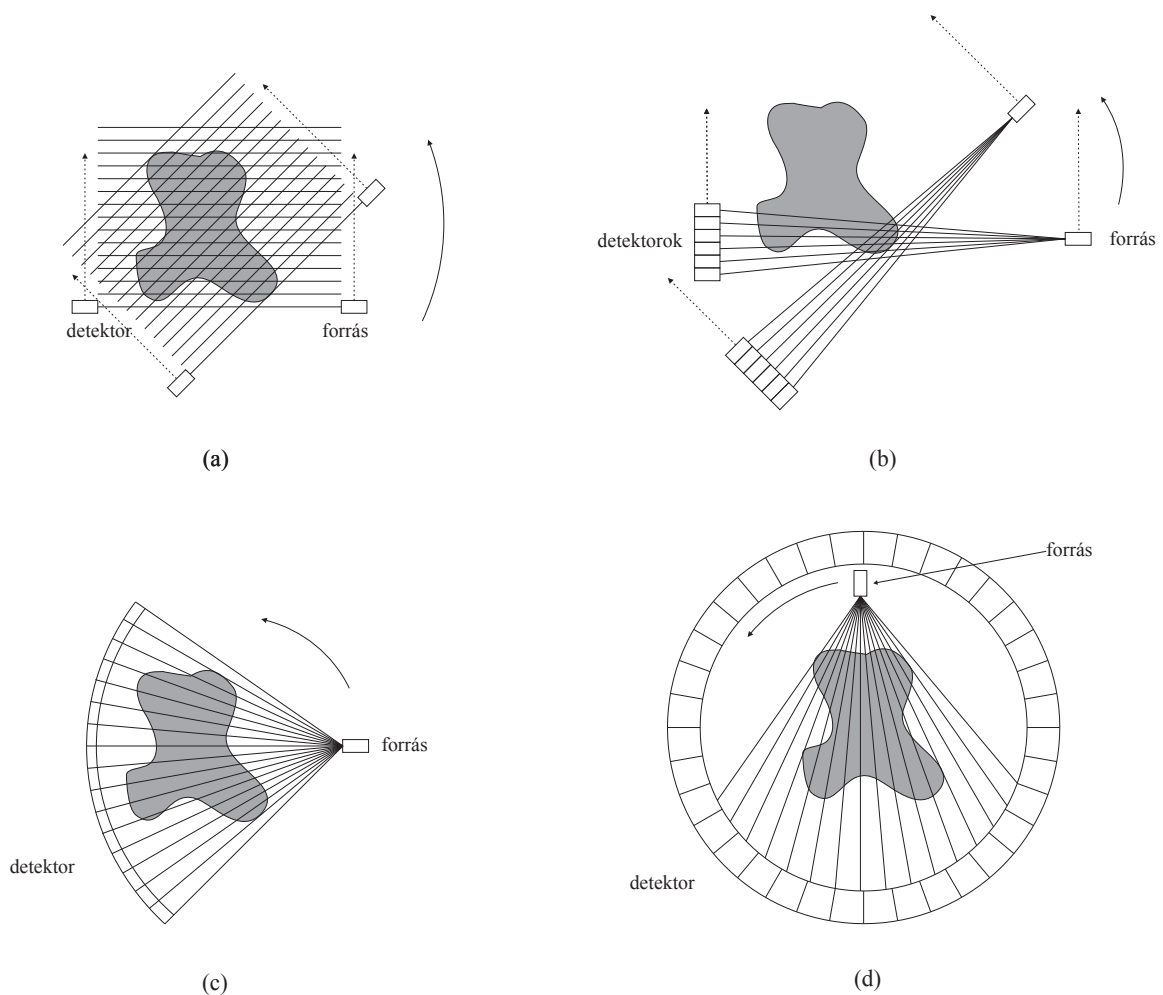 detektor
forrás
(a)
detektorok
forrás
(b)
forrás
detektor
(c)
forrás
detektor
(d)